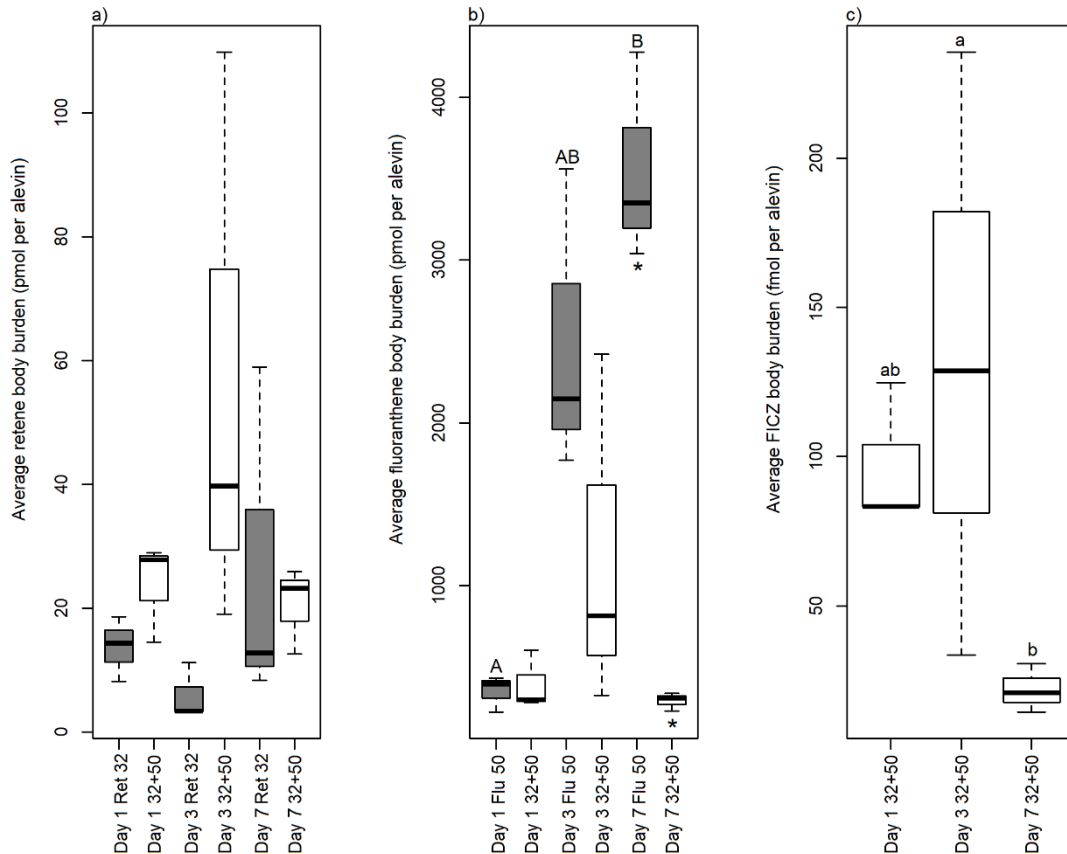 a)
Average retene body burden (pmol per alevin)
100
80
60
40
20
0
Day 1 Ret 32
Day 1 32+50
Day 3 Ret 32
Day 3 32+50
Day 7 Ret 32
Day 7 32+50
b)
Average fluoranthene body burden (pmol per alevin)
4000
3000
2000
1000
A
AB
B
*
*
Day 1 Flu 50
Day 1 32+50
Day 3 Flu 50
Day 3 32+50
Day 7 Flu 50
Day 7 32+50
c)
Average FICZ body burden (fmol per alevin)
200
150
100
50
ab
a
b
Day 1 32+50
Day 3 32+50
Day 7 32+50